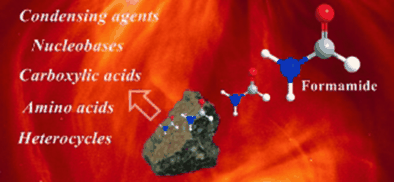 Condensing agents
Nucleobases
Carboxylic acids
Amino acids
Heterocycles
Formamide